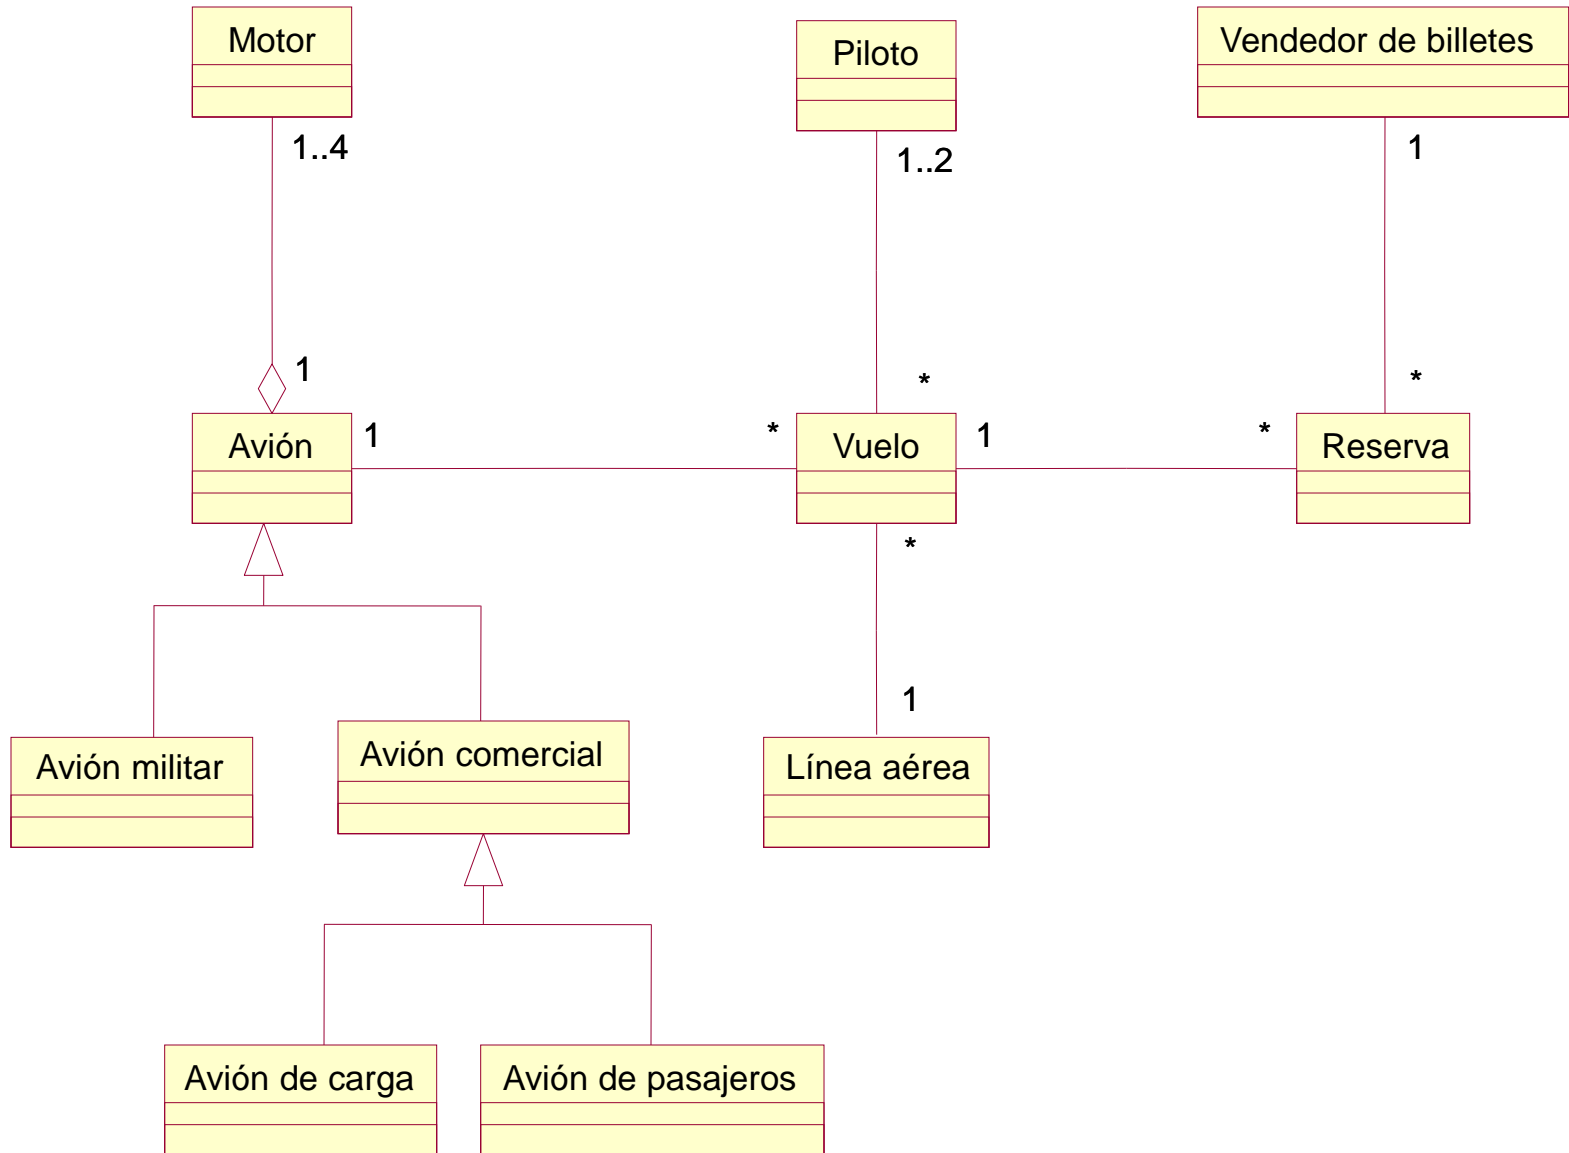 Motor
Piloto
Vendedor de billetes
1..4
1..2
1
1
*
*
Avión
1
*
Vuelo
1
*
Reserva
*
1
Avión militar
Avión comercial
Línea aérea
Avión de carga
Avión de pasajeros